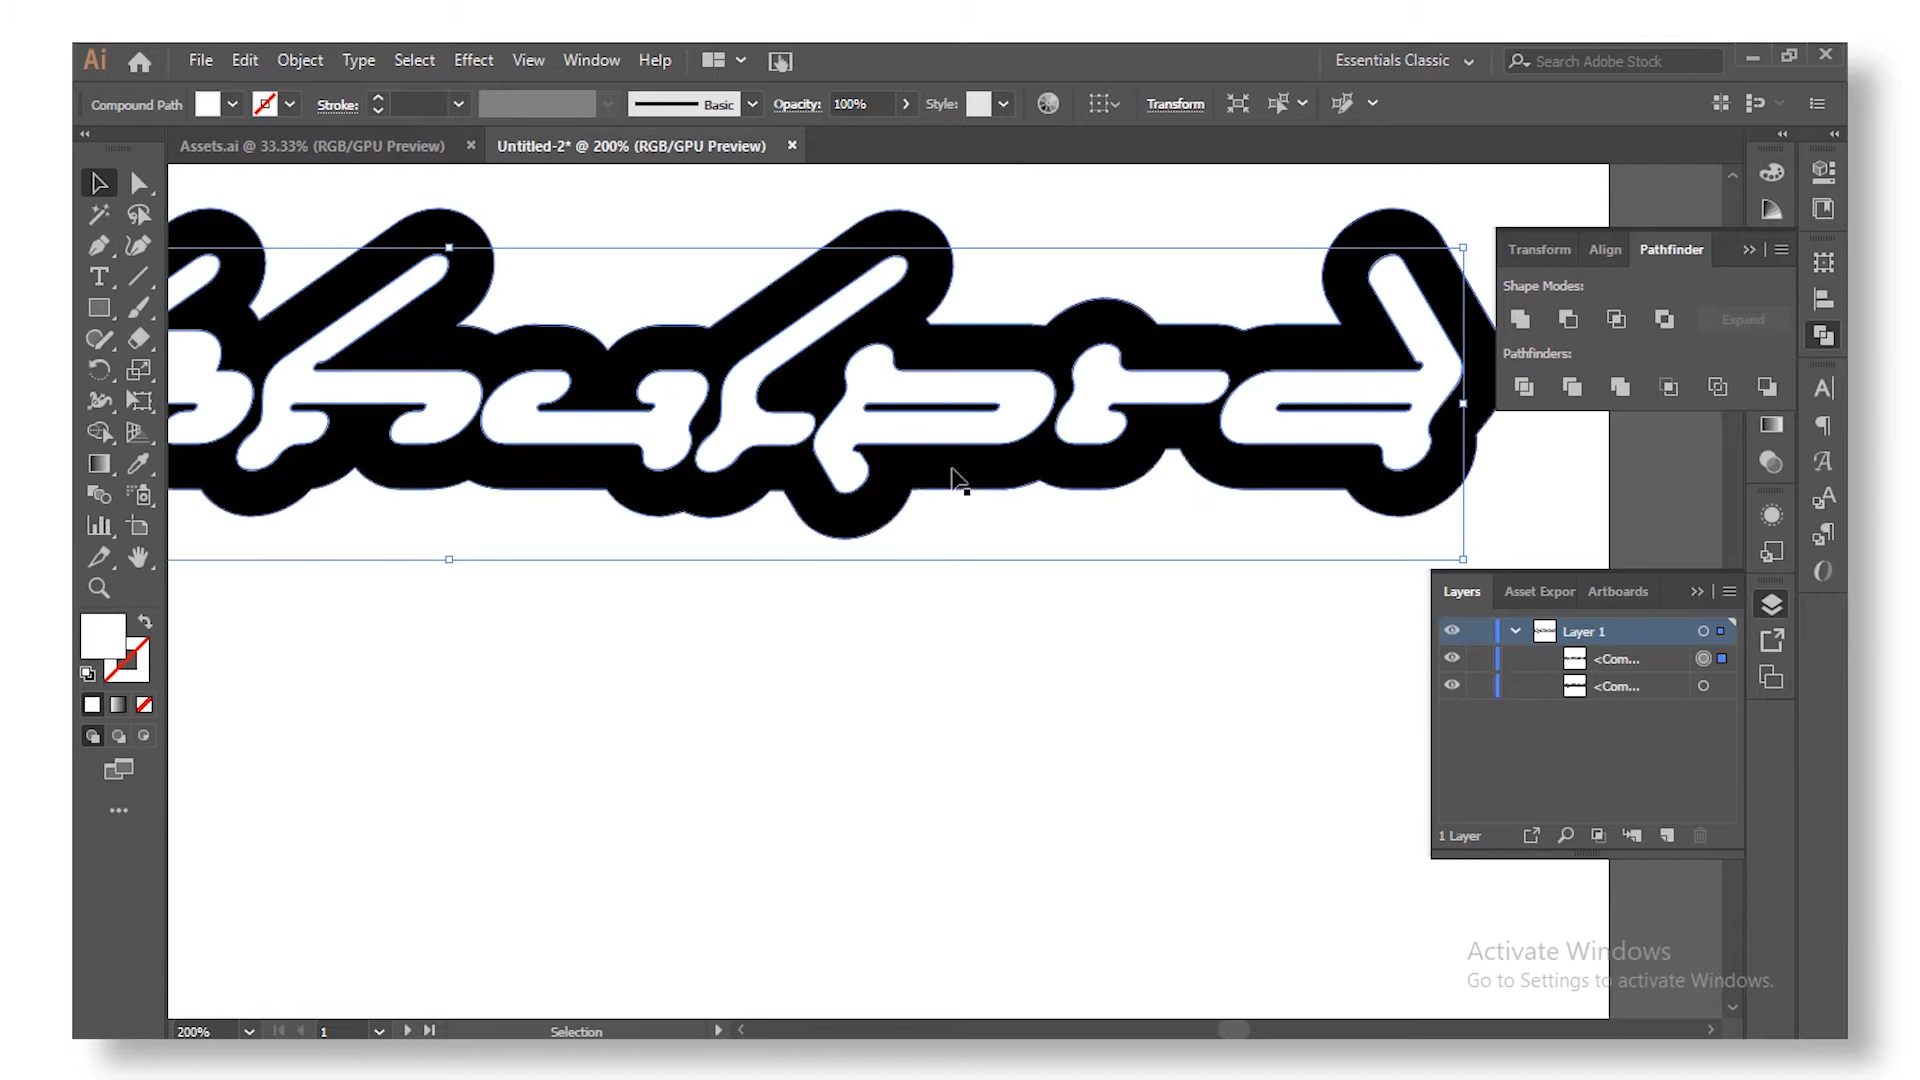 Ai File Edit Object Type Select Effect View Window Help Essentials Classic Search Adobe Stock
Compound Path Stroke: Basic Opacity: 100% Style: Transform
Assets.ai @ 33.33% (RGB/GPU Preview) Untitled-2* @ 200% (RGB/GPU Preview)
Transform Align Pathfinder
Shape Modes:
Expand
Pathfinders:
Layers Asset Expor Artboards
Layer 1
<Com...
<Com...
1 Layer
Activate Windows
Go to Settings to activate Windows.
200% 1 Selection